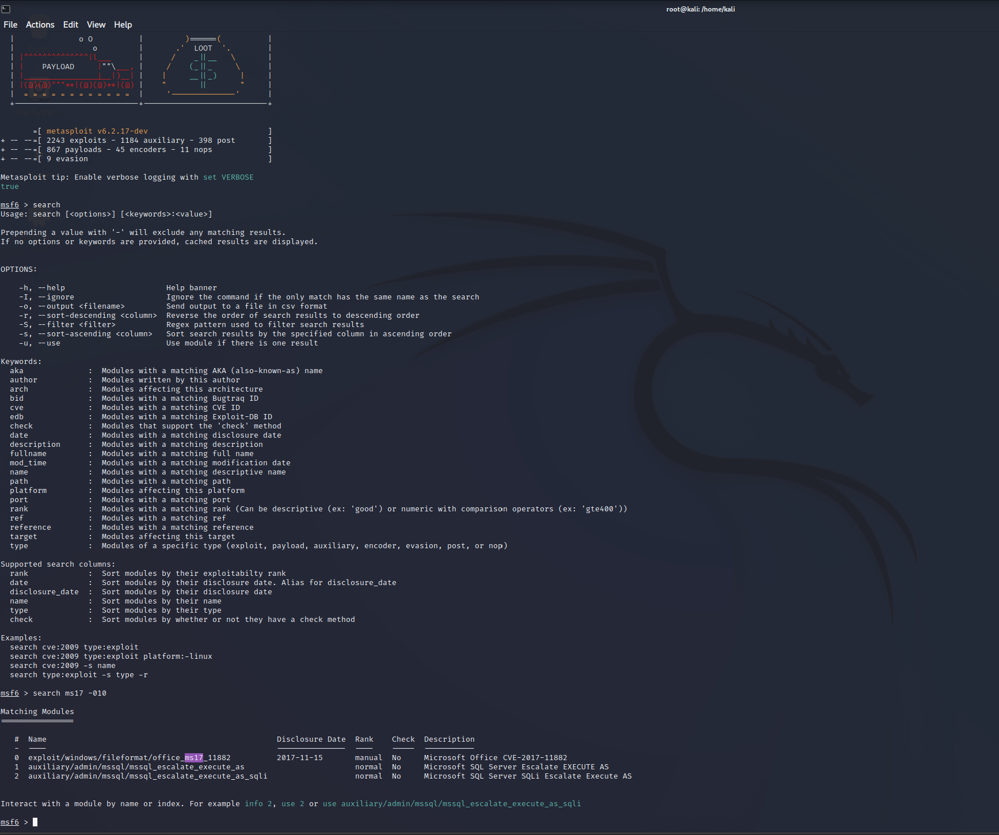 root@kali: /home/kali
File Actions Edit View Help
o O
o
)======(
.' LOOT '.
|^^^^^^^^^^^^^^|l___
PAYLOAD |""\___,
|________________|__|)__|
|(@)(@)"""**|(@)(@)**|(@)
= = = = = = = = = = = =
File System
=[ metasploit v6.2.17-dev ]
+ -- --=[ 2243 exploits - 1184 auxiliary - 398 post ]
+ -- --=[ 867 payloads - 45 encoders - 11 nops ]
+ -- --=[ 9 evasion ]
Metasploit tip: Enable verbose logging with set VERBOSE
true
msf6 > search
Usage: search [<options>] [<keywords>:<value>]
Prepending a value with '-' will exclude any matching results.
If no options or keywords are provided, cached results are displayed.
OPTIONS:
-h, --help Help banner
-I, --ignore Ignore the command if the only match has the same name as the search
-o, --output <filename> Send output to a file in csv format
-r, --sort-descending <column> Reverse the order of search results to descending order
-S, --filter <filter> Regex pattern used to filter search results
-s, --sort-ascending <column> Sort search results by the specified column in ascending order
-u, --use Use module if there is one result
Keywords:
aka : Modules with a matching AKA (also-known-as) name
author : Modules written by this author
arch : Modules affecting this architecture
bid : Modules with a matching Bugtraq ID
cve : Modules with a matching CVE ID
edb : Modules with a matching Exploit-DB ID
check : Modules that support the 'check' method
date : Modules with a matching disclosure date
description : Modules with a matching description
fullname : Modules with a matching full name
mod_time : Modules with a matching modification date
name : Modules with a matching descriptive name
path : Modules with a matching path
platform : Modules affecting this platform
port : Modules with a matching port
rank : Modules with a matching rank (Can be descriptive (ex: 'good') or numeric with comparison operators (ex: 'gte400'))
ref : Modules with a matching ref
reference : Modules with a matching reference
target : Modules affecting this target
type : Modules of a specific type (exploit, payload, auxiliary, encoder, evasion, post, or nop)
Supported search columns:
rank : Sort modules by their exploitabilty rank
date : Sort modules by their disclosure date. Alias for disclosure_date
disclosure_date : Sort modules by their disclosure date
name : Sort modules by their name
type : Sort modules by their type
check : Sort modules by whether or not they have a check method
Examples:
search cve:2009 type:exploit
search cve:2009 type:exploit platform:-linux
search cve:2009 -s name
search type:exploit -s type -r
msf6 > search ms17 -010
Matching Modules
================
# Name Disclosure Date Rank Check Description
- ---- --------------- ---- ----- -----------
0 exploit/windows/fileformat/office_ms17_11882 2017-11-15 manual No Microsoft Office CVE-2017-11882
1 auxiliary/admin/mssql/mssql_escalate_execute_as normal No Microsoft SQL Server Escalate EXECUTE AS
2 auxiliary/admin/mssql/mssql_escalate_execute_as_sqli normal No Microsoft SQL Server SQLi Escalate Execute AS
Interact with a module by name or index. For example info 2, use 2 or use auxiliary/admin/mssql/mssql_escalate_execute_as_sqli
msf6 >